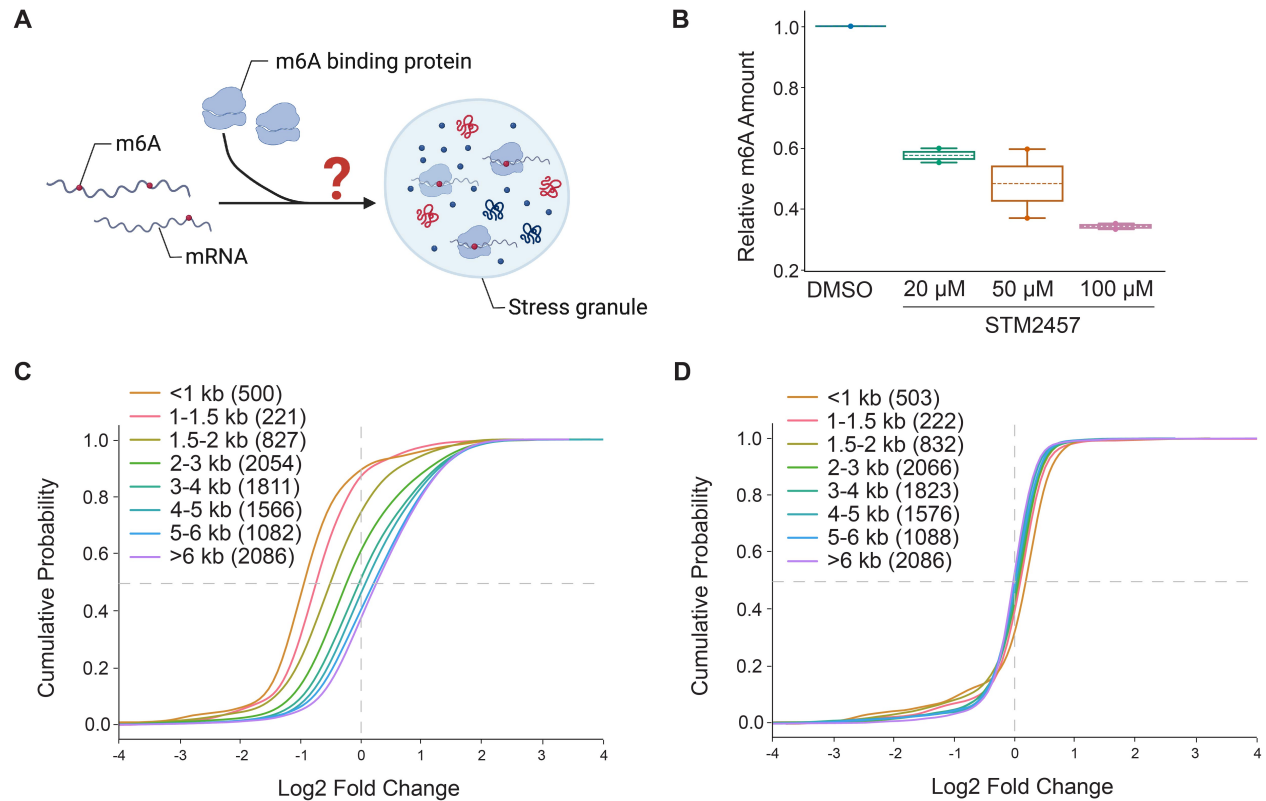 A
m6A binding protein
m6A
?
mRNA
Stress granule
B
Relative m6A Amount
1.0
0.8
0.6
0.4
0.2
DMSO
20 µM
50 µM
100 µM
STM2457
C
<1 kb (500)
1-1.5 kb (221)
1.5-2 kb (827)
2-3 kb (2054)
3-4 kb (1811)
4-5 kb (1566)
5-6 kb (1082)
>6 kb (2086)
Cumulative Probability
1.0
0.8
0.6
0.4
0.2
0.0
-4 -3 -2 -1 0 1 2 3 4
Log2 Fold Change
D
<1 kb (503)
1-1.5 kb (222)
1.5-2 kb (832)
2-3 kb (2066)
3-4 kb (1823)
4-5 kb (1576)
5-6 kb (1088)
>6 kb (2086)
Cumulative Probability
1.0
0.8
0.6
0.4
0.2
0.0
-4 -3 -2 -1 0 1 2 3 4
Log2 Fold Change